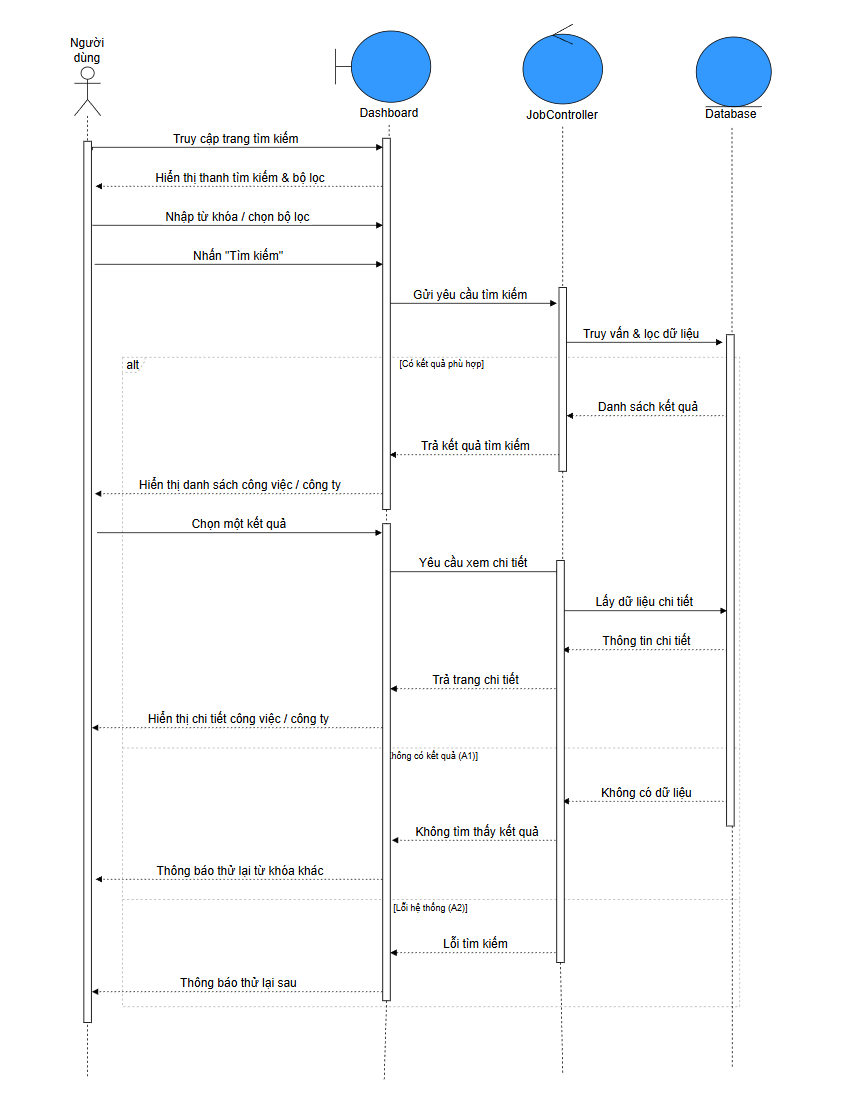 Người
dùng
Dashboard
JobController
Database
Truy cập trang tìm kiếm
Hiển thị thanh tìm kiếm & bộ lọc
Nhập từ khóa / chọn bộ lọc
Nhấn "Tìm kiếm"
Gửi yêu cầu tìm kiếm
Truy vấn & lọc dữ liệu
alt
[Có kết quả phù hợp]
Danh sách kết quả
Trả kết quả tìm kiếm
Hiển thị danh sách công việc / công ty
Chọn một kết quả
Yêu cầu xem chi tiết
Lấy dữ liệu chi tiết
Thông tin chi tiết
Trả trang chi tiết
Hiển thị chi tiết công việc / công ty
hông có kết quả (A1)]
Không có dữ liệu
Không tìm thấy kết quả
Thông báo thử lại từ khóa khác
[Lỗi hệ thống (A2)]
Lỗi tìm kiếm
Thông báo thử lại sau